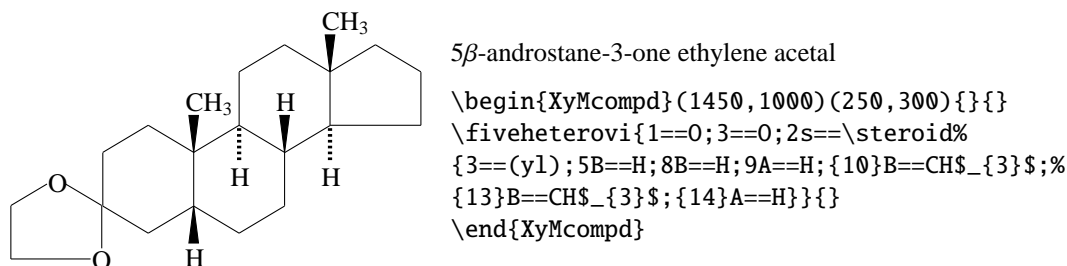 CH₃
CH₃
H
H
H
O
O
H
5β-androstane-3-one ethylene acetal
\begin{XyMcompd}(1450,1000)(250,300){}{}
\fiveheterovi{1==O;3==O;2s==\steroid%
{3==(yl);5B==H;8B==H;9A==H;{10}B==CH$_{3}$;%
{13}B==CH$_{3}$;{14}A==H}}{}
\end{XyMcompd}